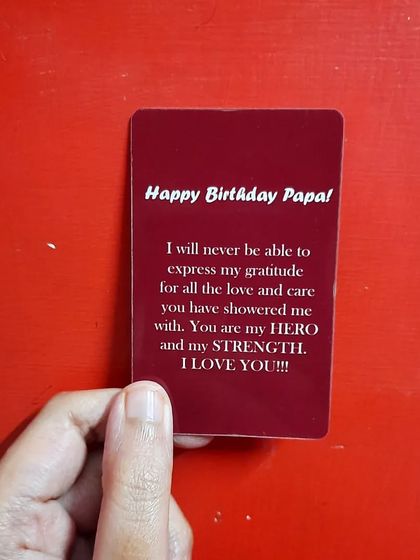 Happy Birthday Papa!
I will never be able to
express my gratitude
for all the love and care
you have showered me
with. You are my HERO
and my STRENGTH.
I LOVE YOU!!!